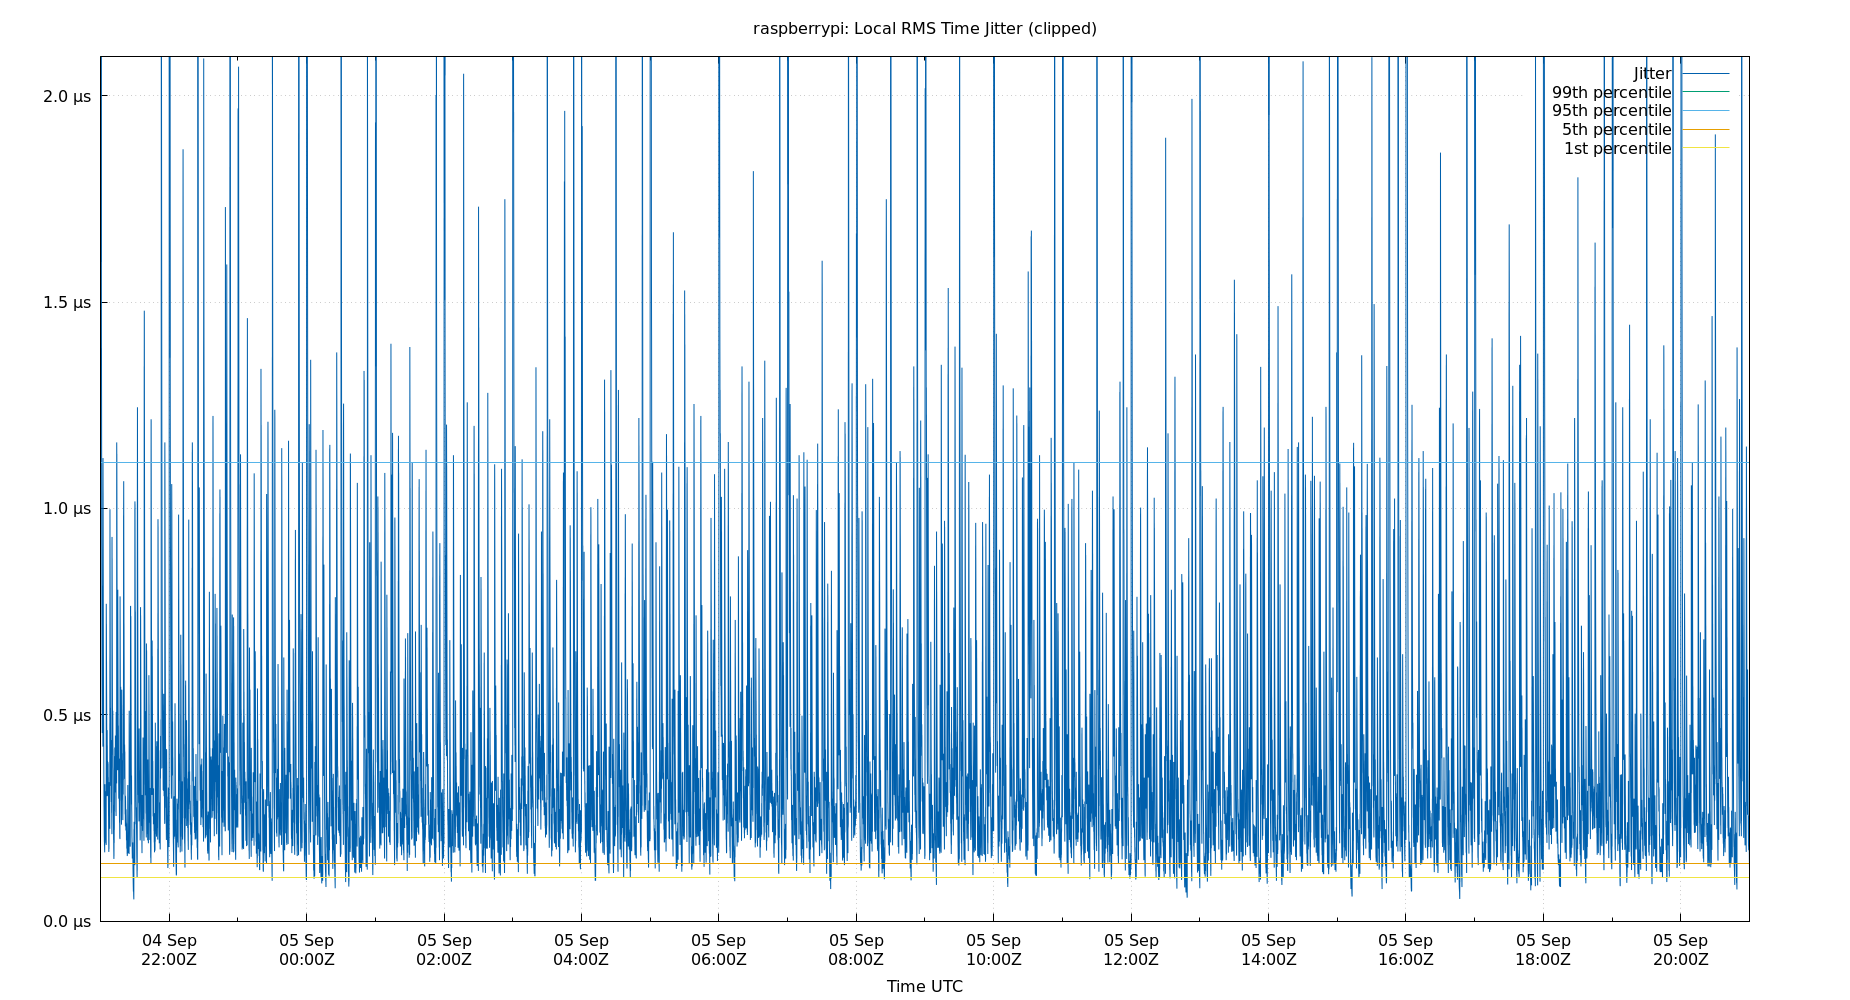 raspberrypi: Local RMS Time Jitter (clipped)
Jitter
99th percentile
95th percentile
5th percentile
1st percentile
2.0 µs
1.5 µs
1.0 µs
0.5 µs
0.0 µs
04 Sep 05 Sep 05 Sep 05 Sep 05 Sep 05 Sep 05 Sep 05 Sep 05 Sep 05 Sep 05 Sep 05 Sep
22:00Z 00:00Z 02:00Z 04:00Z 06:00Z 08:00Z 10:00Z 12:00Z 14:00Z 16:00Z 18:00Z 20:00Z
Time UTC